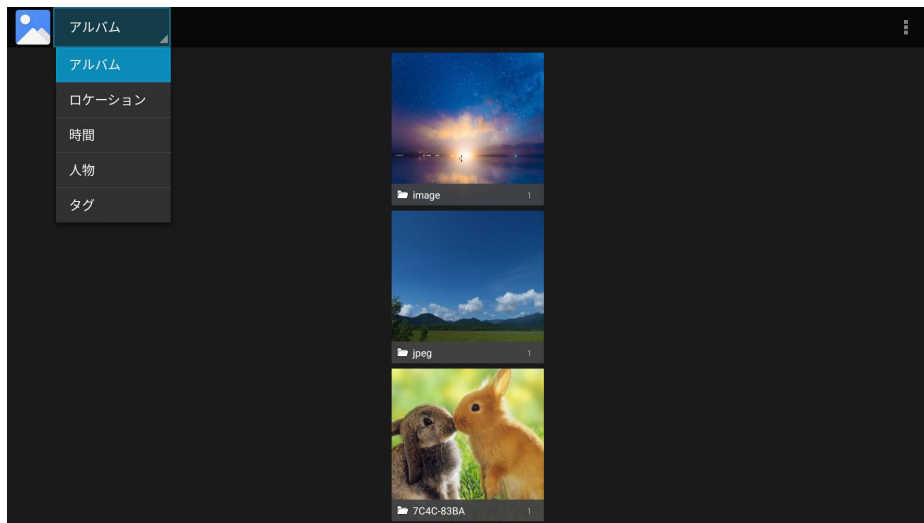 アルバム
アルバム
ロケーション
時間
人物
タグ
image 1
jpeg 1
7C4C-83BA 1